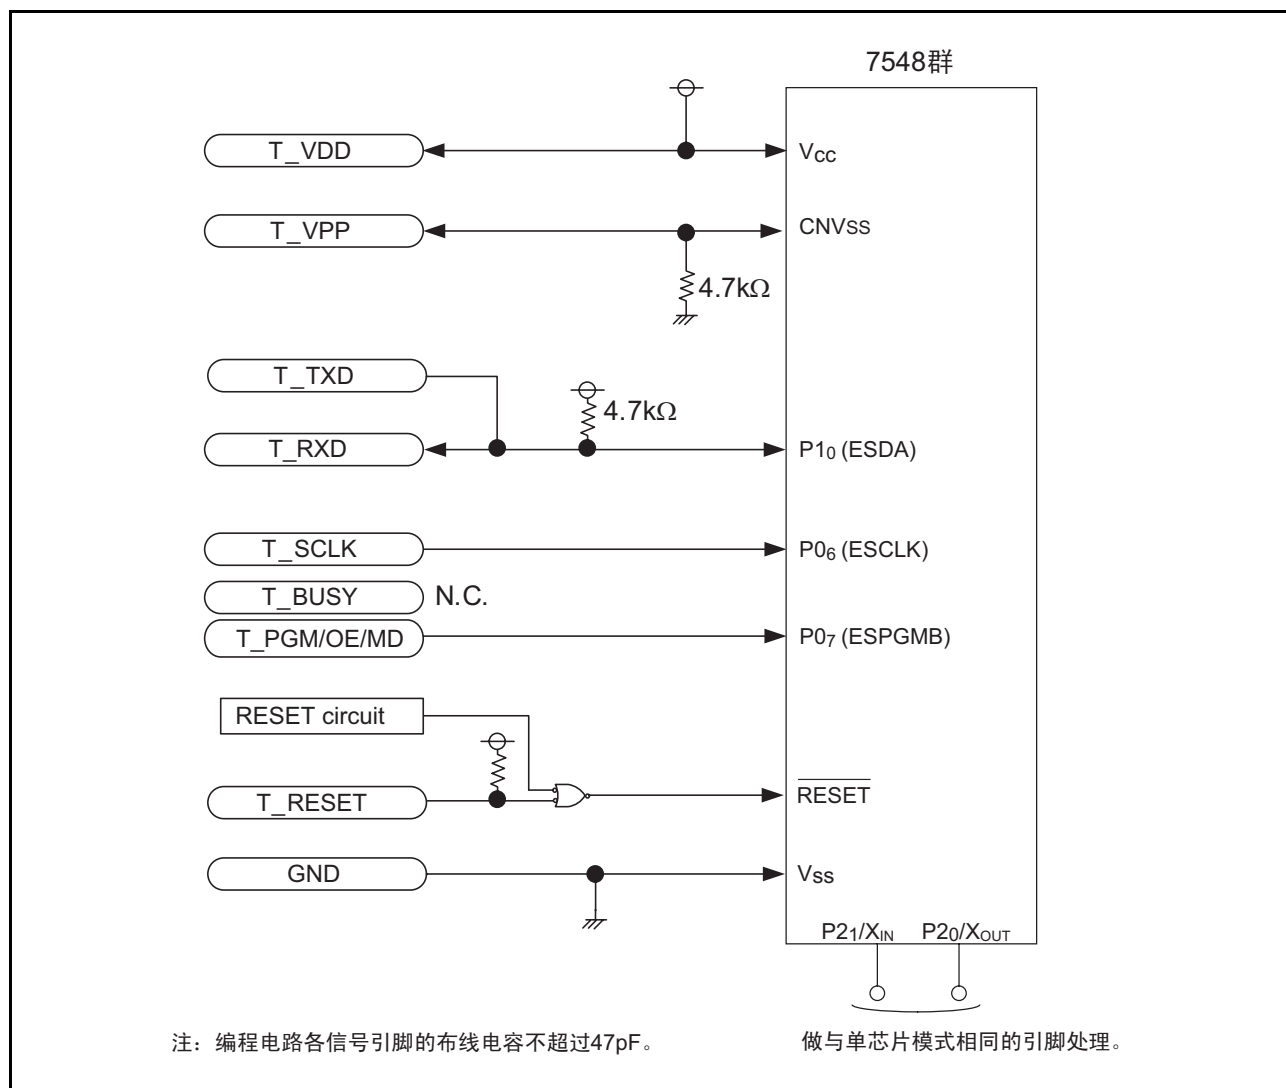 7548群
T_VDD
Vcc
T_VPP
CNVss
4.7kΩ
T_TXD
4.7kΩ
T_RXD
P10 (ESDA)
T_SCLK
P06 (ESCLK)
T_BUSY N.C.
T_PGM/OE/MD
P07 (ESPGMB)
RESET circuit
T_RESET
RESET
GND
Vss
P21/XIN P20/XOUT
注：编程电路各信号引脚的布线电容不超过47pF。
做与单芯片模式相同的引脚处理。